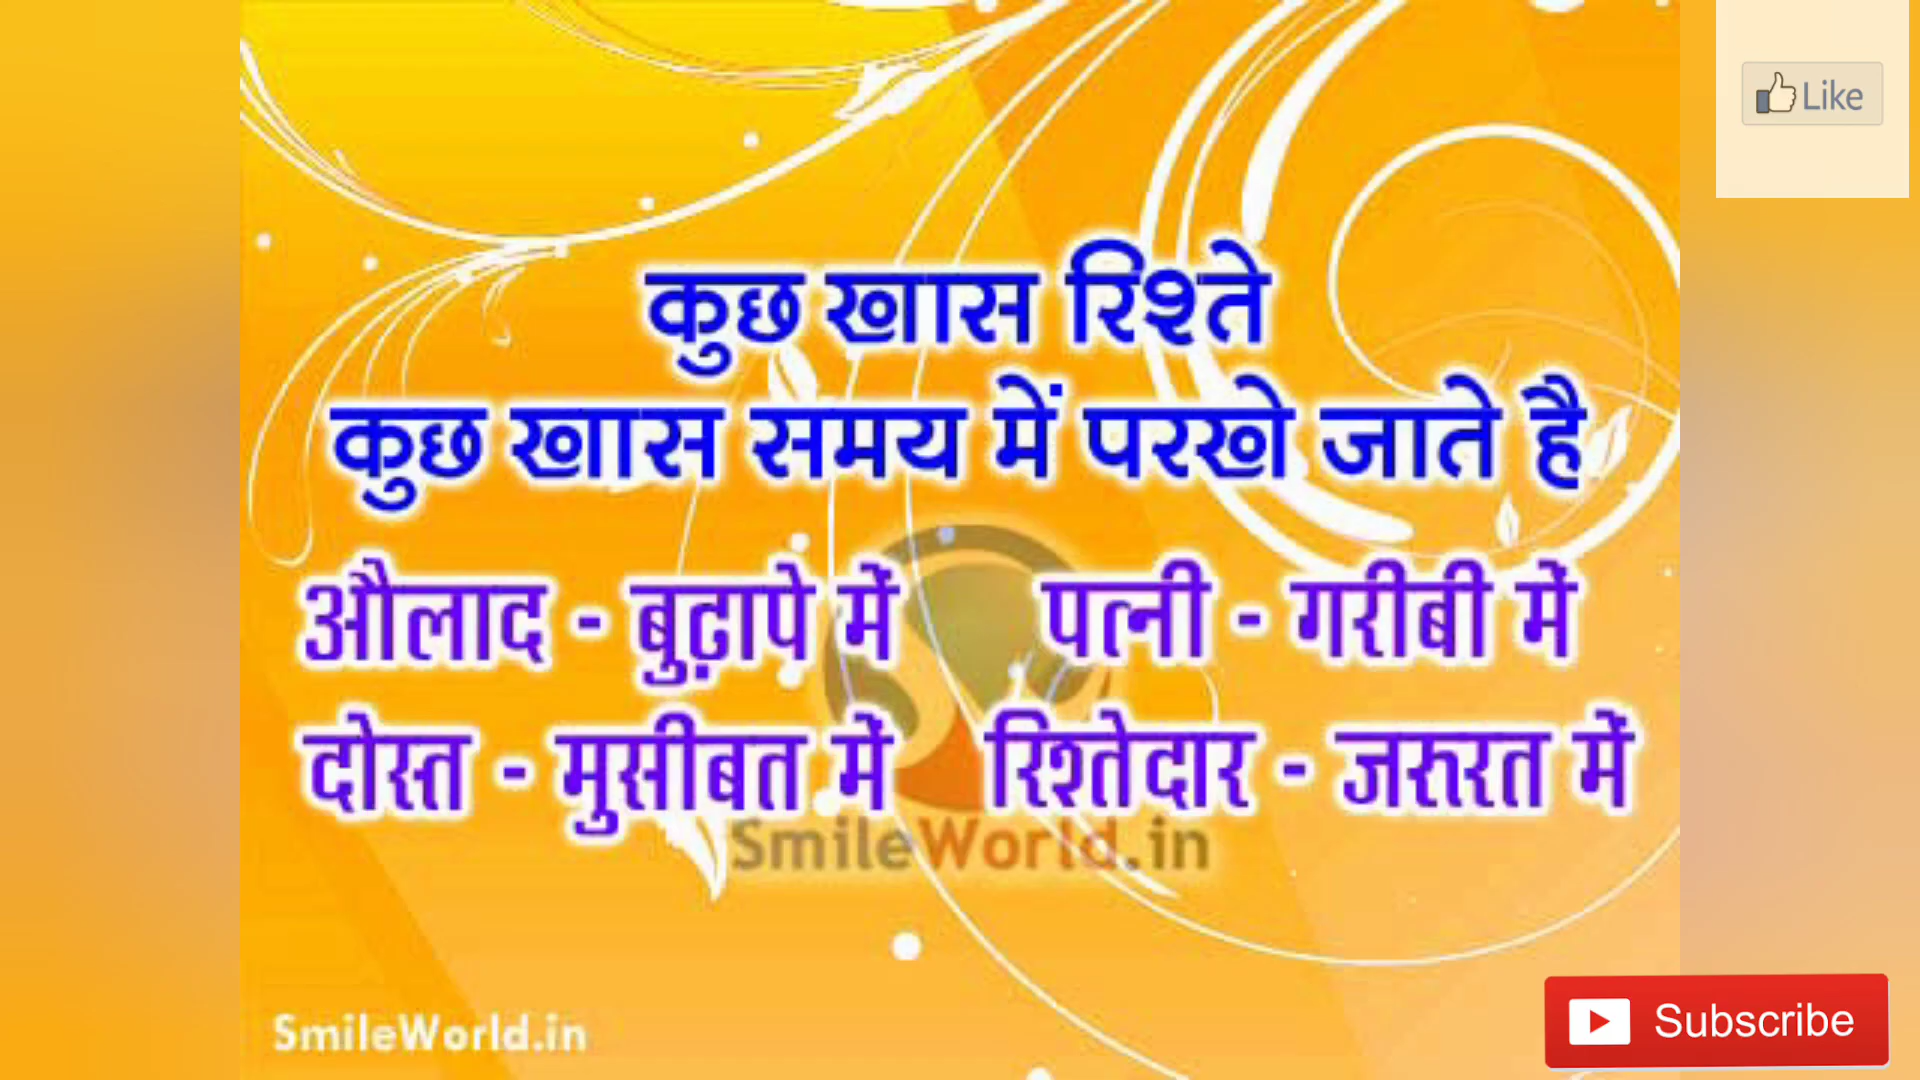 Like
कुछ खास रिश्ते
कुछ खास समय में परखे जाते है
औलाद - बुढ़ापे में पत्नी - गरीबी में
दोस्त - मुसीबत में रिश्तेदार - जरुरत में
SmileWorld.in
SmileWorld.in
Subscribe